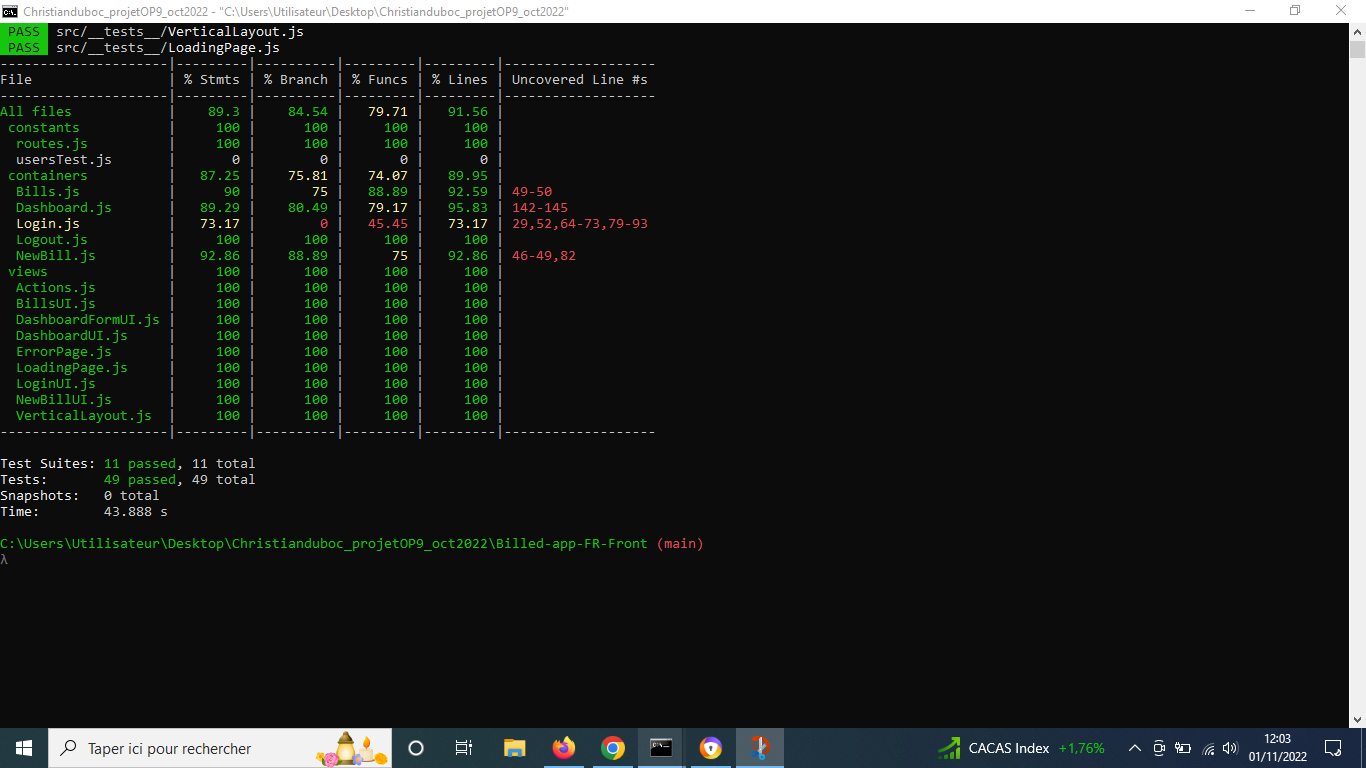 Christianduboc_projetOP9_oct2022 - "C:\Users\Utilisateur\Desktop\Christianduboc_projetOP9_oct2022"
PASS src/__tests__/VerticalLayout.js
PASS src/__tests__/LoadingPage.js
---------------------|---------|----------|---------|---------|-------------------
File | % Stmts | % Branch | % Funcs | % Lines | Uncovered Line #s
---------------------|---------|----------|---------|---------|-------------------
All files | 89.3 | 84.54 | 79.71 | 91.56 |
constants | 100 | 100 | 100 | 100 |
routes.js | 100 | 100 | 100 | 100 |
usersTest.js | 0 | 0 | 0 | 0 |
containers | 87.25 | 75.81 | 74.07 | 89.95 |
Bills.js | 90 | 75 | 88.89 | 92.59 | 49-50
Dashboard.js | 89.29 | 80.49 | 79.17 | 95.83 | 142-145
Login.js | 73.17 | 0 | 45.45 | 73.17 | 29,52,64-73,79-93
Logout.js | 100 | 100 | 100 | 100 |
NewBill.js | 92.86 | 88.89 | 75 | 92.86 | 46-49,82
views | 100 | 100 | 100 | 100 |
Actions.js | 100 | 100 | 100 | 100 |
BillsUI.js | 100 | 100 | 100 | 100 |
DashboardFormUI.js | 100 | 100 | 100 | 100 |
DashboardUI.js | 100 | 100 | 100 | 100 |
ErrorPage.js | 100 | 100 | 100 | 100 |
LoadingPage.js | 100 | 100 | 100 | 100 |
LoginUI.js | 100 | 100 | 100 | 100 |
NewBillUI.js | 100 | 100 | 100 | 100 |
VerticalLayout.js | 100 | 100 | 100 | 100 |
---------------------|---------|----------|---------|---------|-------------------
Test Suites: 11 passed, 11 total
Tests: 49 passed, 49 total
Snapshots: 0 total
Time: 43.888 s
C:\Users\Utilisateur\Desktop\Christianduboc_projetOP9_oct2022\Billed-app-FR-Front (main)
λ
Taper ici pour rechercher
CACAS Index +1,76%
12:03
01/11/2022